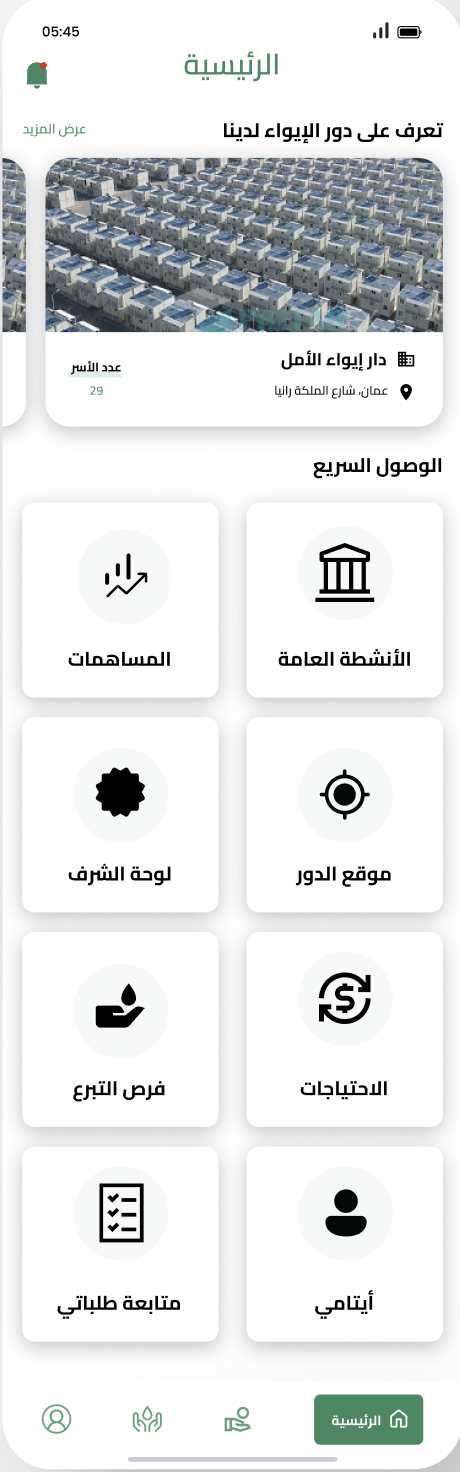 05:45
الرئيسية
تعرف على دور الإيواء لدينا
عرض المزيد
دار إيواء الأمل
عدد الأسر
عمان، شارع الملكة رانيا
29
الوصول السريع
الأنشطة العامة
المساهمات
موقع الدور
لوحة الشرف
الاحتياجات
فرص التبرع
أيتامي
متابعة طلباتي
الرئيسية